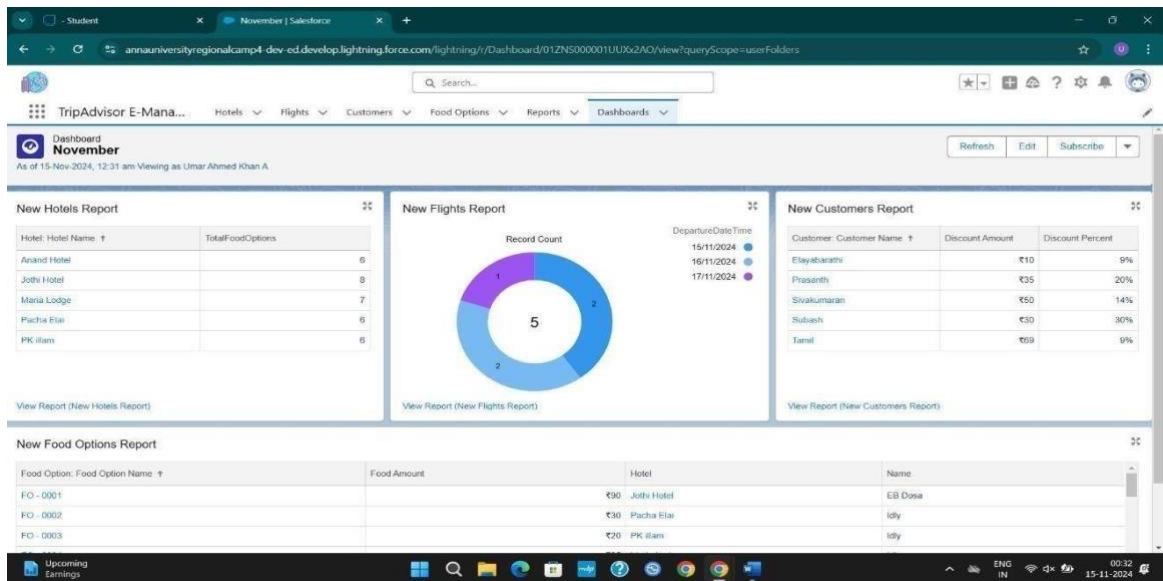 - Student
November | Salesforce
annauniversityregionalcamp4-dev-ed.develop.lightning.force.com/lightning/r/Dashboard/01ZNS000001UUXx2AO/view?queryScope=userFolders
U
Search...
TripAdvisor E-Mana...
Hotels
Flights
Customers
Food Options
Reports
Dashboards
Dashboard
November
As of 15-Nov-2024, 12:31 am Viewing as Umar Ahmed Khan A
Refresh
Edit
Subscribe
New Hotels Report
Hotel: Hotel Name ↑ TotalFoodOptions
Anand Hotel 6
Jothi Hotel 8
Maria Lodge 7
Pacha Elai 6
PK illam 6
View Report (New Hotels Report)
New Flights Report
Record Count
DepartureDateTime
15/11/2024
16/11/2024
17/11/2024
1
2
5
2
View Report (New Flights Report)
New Customers Report
Customer: Customer Name ↑ Discount Amount Discount Percent
Elayabarathi ₹10 9%
Prasanth ₹35 20%
Sivakumaran ₹50 14%
Subash ₹30 30%
Tamil ₹69 9%
View Report (New Customers Report)
New Food Options Report
Food Option: Food Option Name ↑ Food Amount Hotel Name
FO - 0001 ₹90 Jothi Hotel EB Dosa
FO - 0002 ₹30 Pacha Elai Idly
FO - 0003 ₹20 PK illam Idly
Upcoming
Earnings
ENG
IN
00:32
15-11-2024